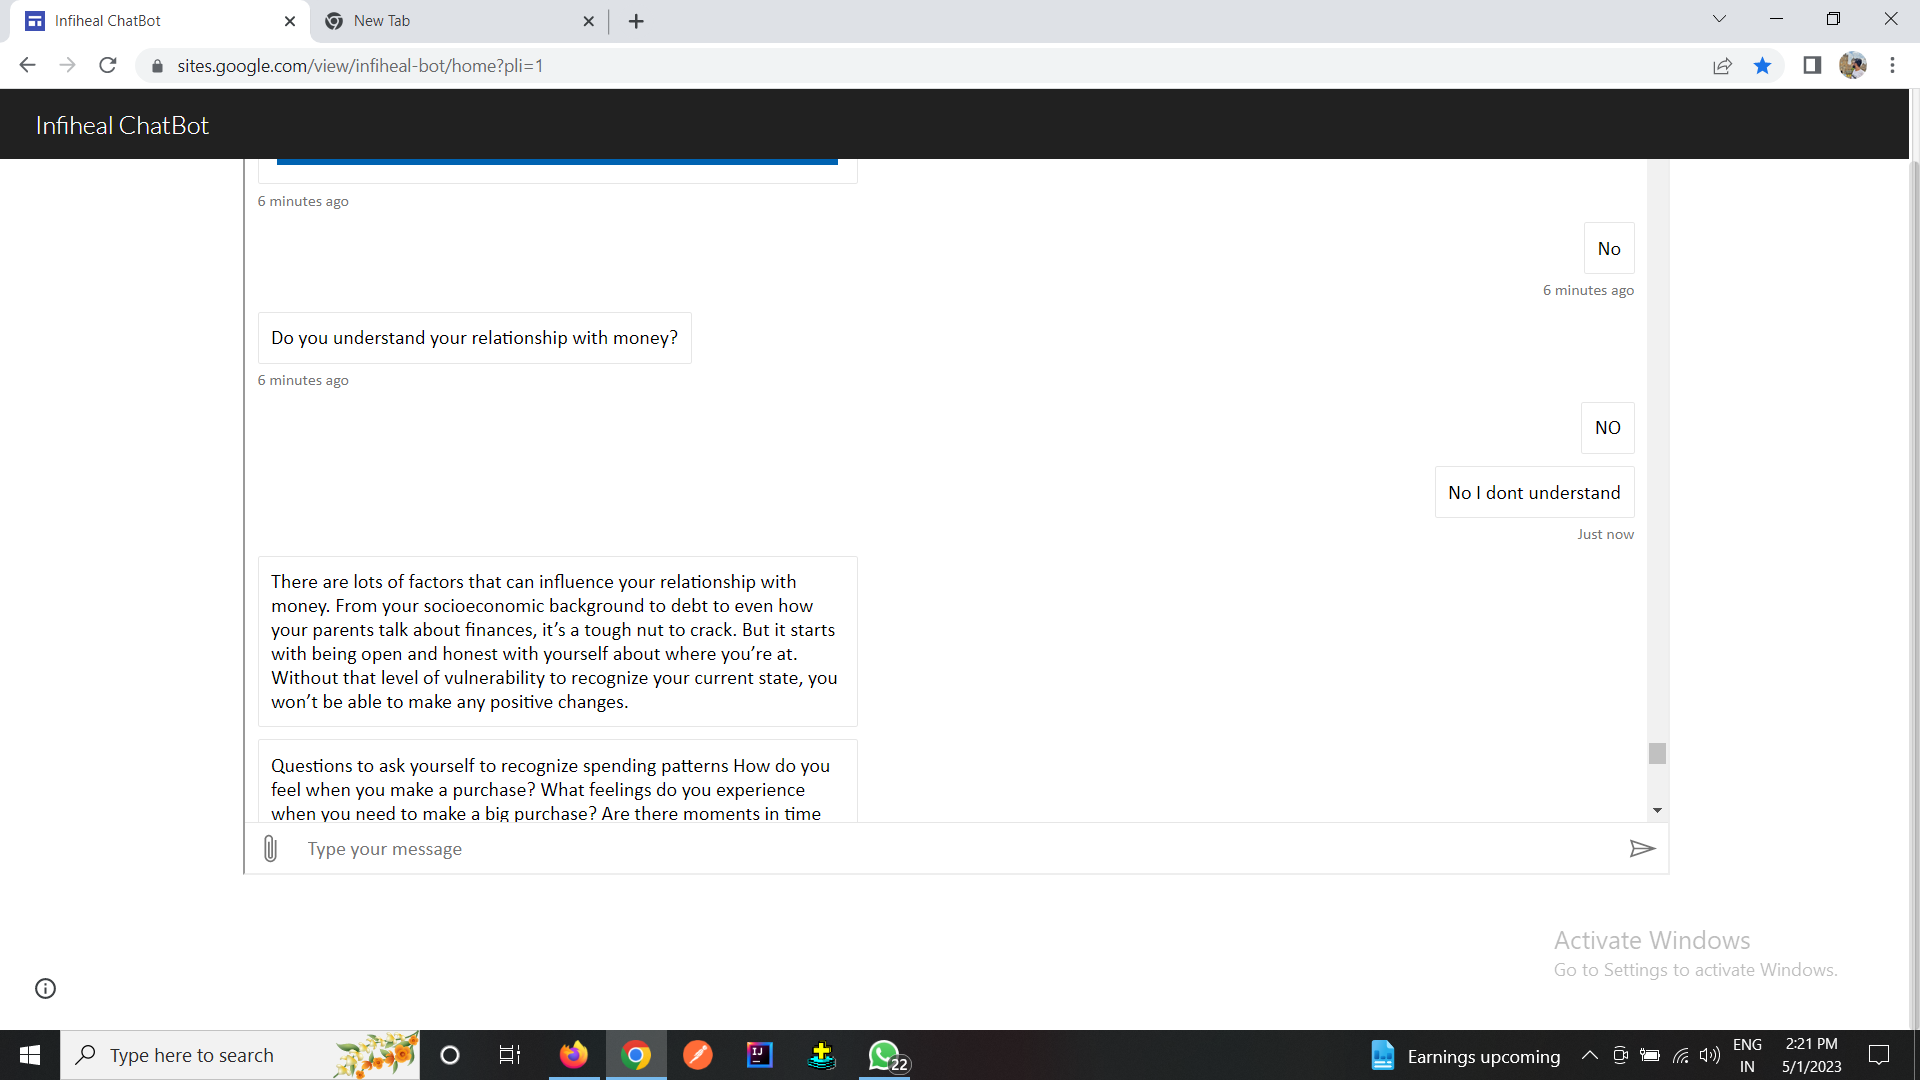 Infiheal ChatBot
New Tab
sites.google.com/view/infiheal-bot/home?pli=1
Infiheal ChatBot
6 minutes ago
No
6 minutes ago
Do you understand your relationship with money?
6 minutes ago
NO
No I dont understand
Just now
There are lots of factors that can influence your relationship with
money. From your socioeconomic background to debt to even how
your parents talk about finances, it’s a tough nut to crack. But it starts
with being open and honest with yourself about where you’re at.
Without that level of vulnerability to recognize your current state, you
won’t be able to make any positive changes.
Questions to ask yourself to recognize spending patterns How do you
feel when you make a purchase? What feelings do you experience
when you need to make a big purchase? Are there moments in time
Type your message
Activate Windows
Go to Settings to activate Windows.
Type here to search
IJ
22
Earnings upcoming
ENG
IN
2:21 PM
5/1/2023